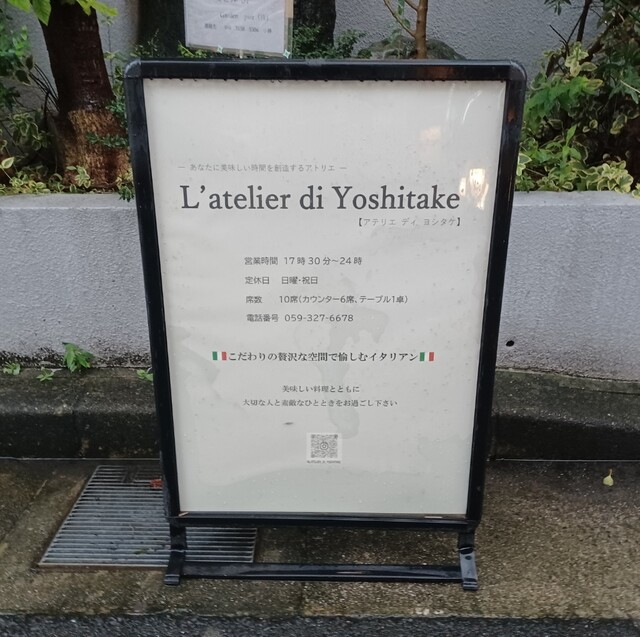 — あなたに美味しい時間を創造するアトリエ —
L'atelier di Yoshitake
【アテリエ ディ ヨシタケ】
営業時間 17時30分～24時
定休日 日曜・祝日
席数 10席(カウンター6席、テーブル1卓)
電話番号 059-327-6678
こだわりの贅沢な空間で愉しむイタリアン
美味しい料理とともに
大切な人と素敵なひとときをお過ごし下さい